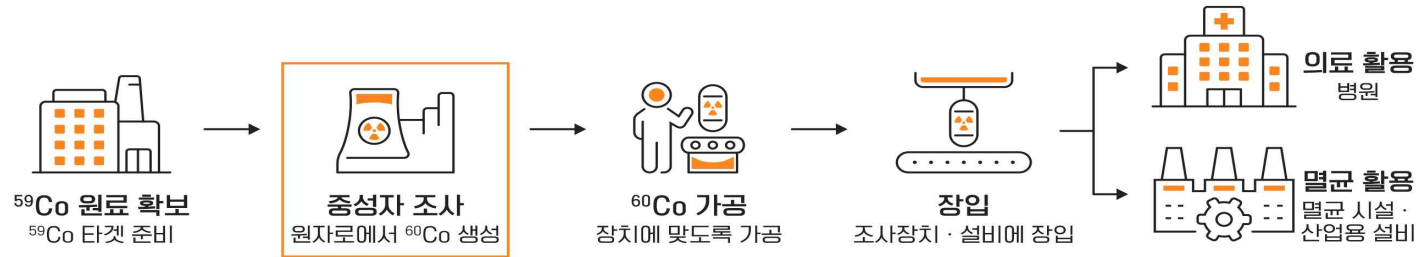 ⁵⁹Co 원료 확보
⁵⁹Co 타겟 준비
중성자 조사
원자로에서 ⁶⁰Co 생성
⁶⁰Co 가공
장치에 맞도록 가공
장입
조사장치 · 설비에 장입
의료 활용
병원
멸균 활용
멸균 시설 ·
산업용 설비